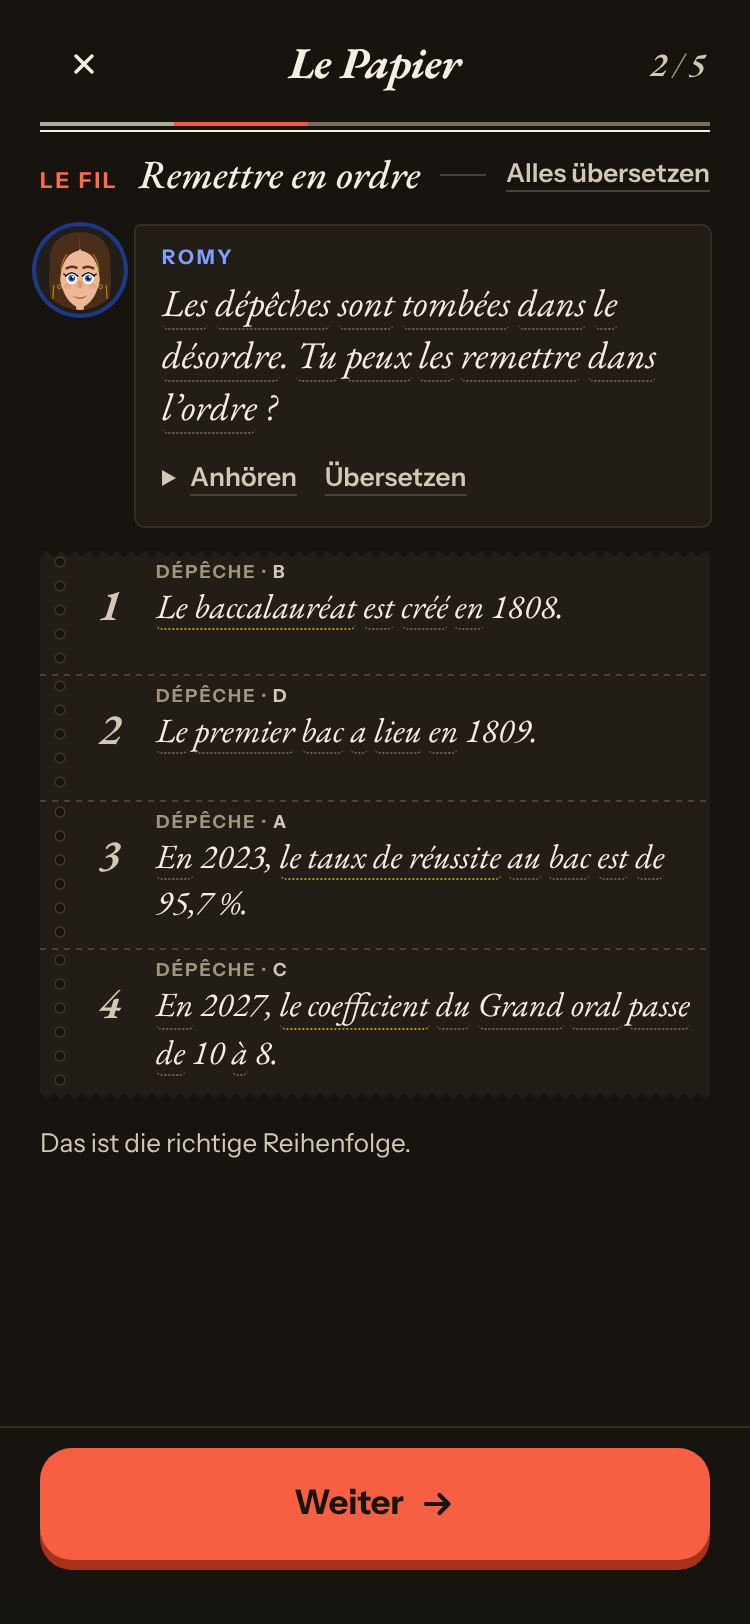 Le Papier
2 / 5
LE FIL Remettre en ordre Alles übersetzen
ROMY
Les dépêches sont tombées dans le
désordre. Tu peux les remettre dans
l’ordre ?
Anhören Übersetzen
DÉPÊCHE · B
1 Le baccalauréat est créé en 1808.
DÉPÊCHE · D
2 Le premier bac a lieu en 1809.
DÉPÊCHE · A
3 En 2023, le taux de réussite au bac est de
95,7 %.
DÉPÊCHE · C
4 En 2027, le coefficient du Grand oral passe
de 10 à 8.
Das ist die richtige Reihenfolge.
Weiter →